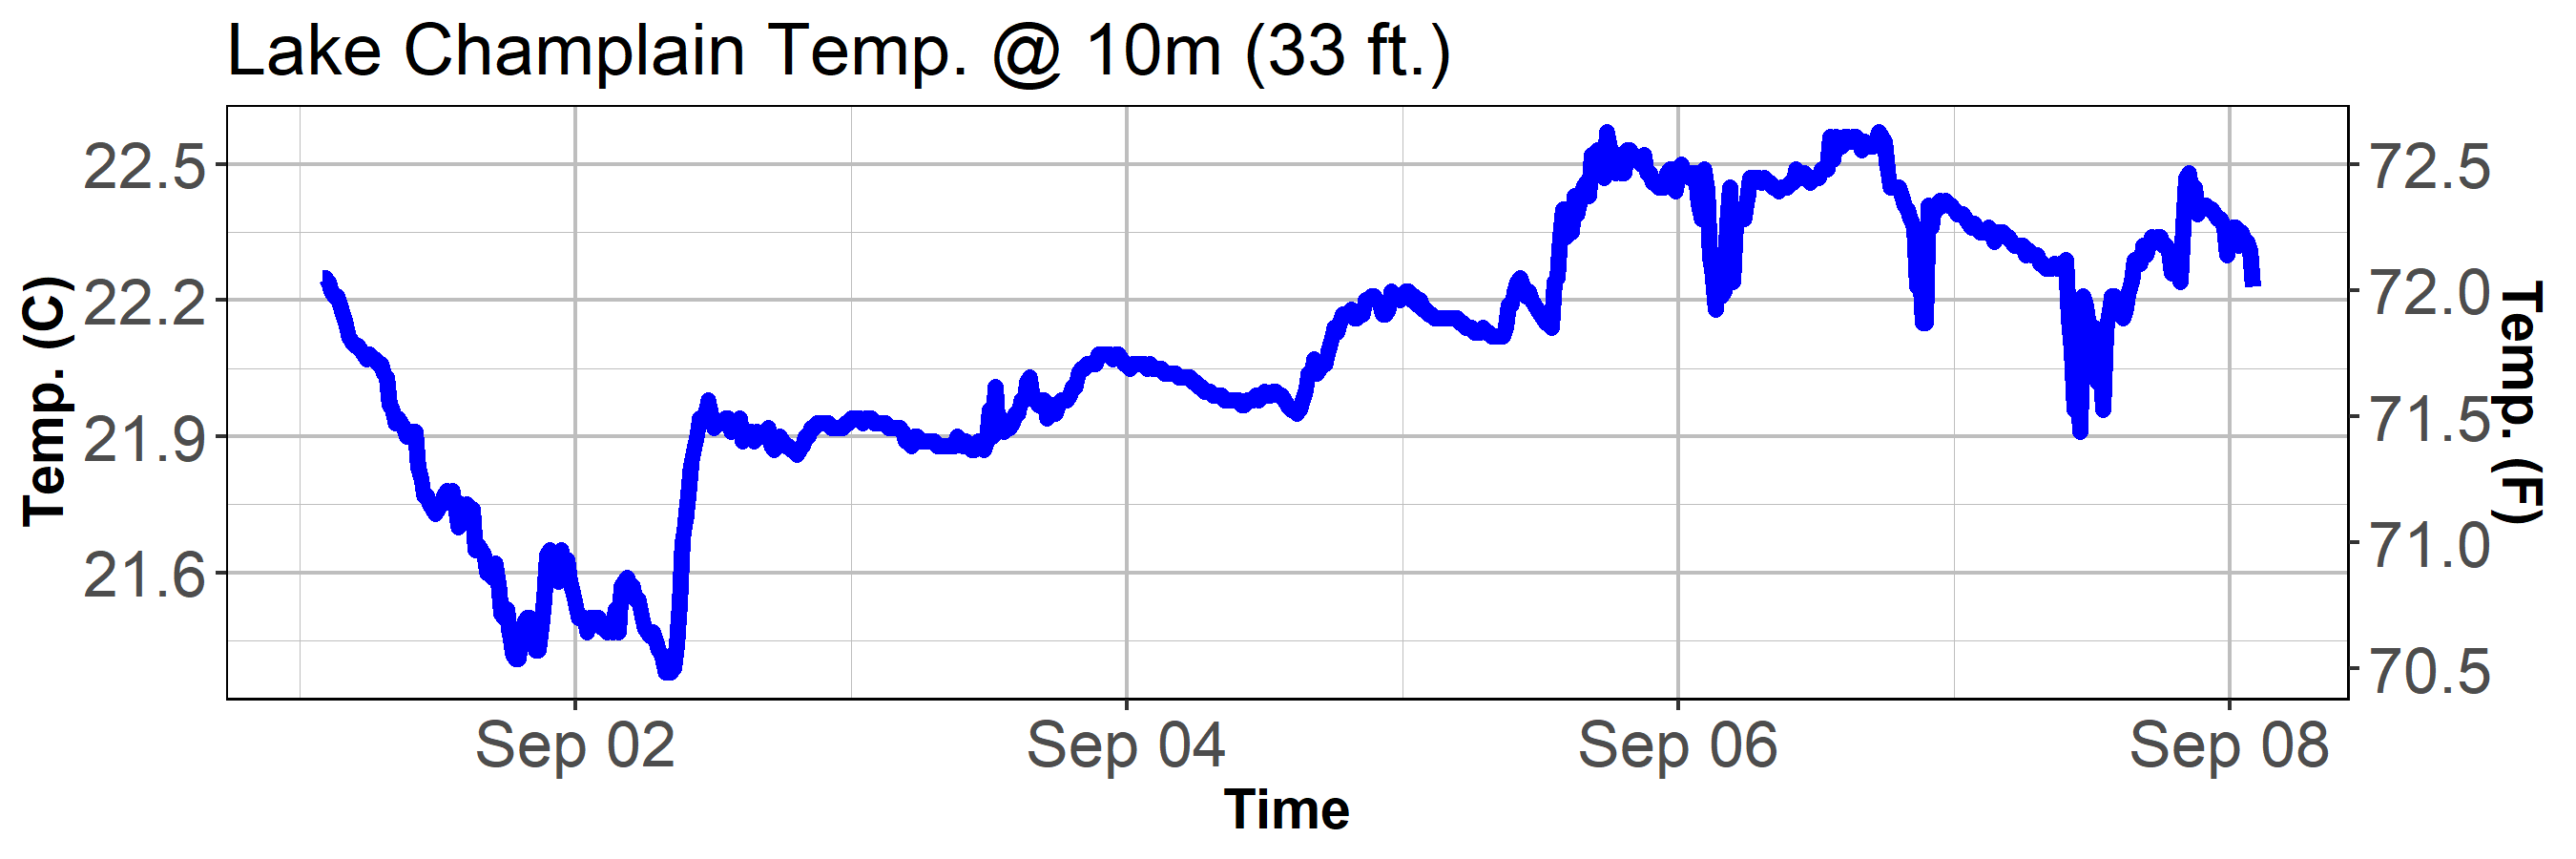 Lake Champlain Temp. @ 10m (33 ft.)
Temp. (C)
22.5
22.2
21.9
21.6
72.5
72.0
71.5
71.0
70.5
Temp. (F)
Sep 02 Sep 04 Sep 06 Sep 08
Time